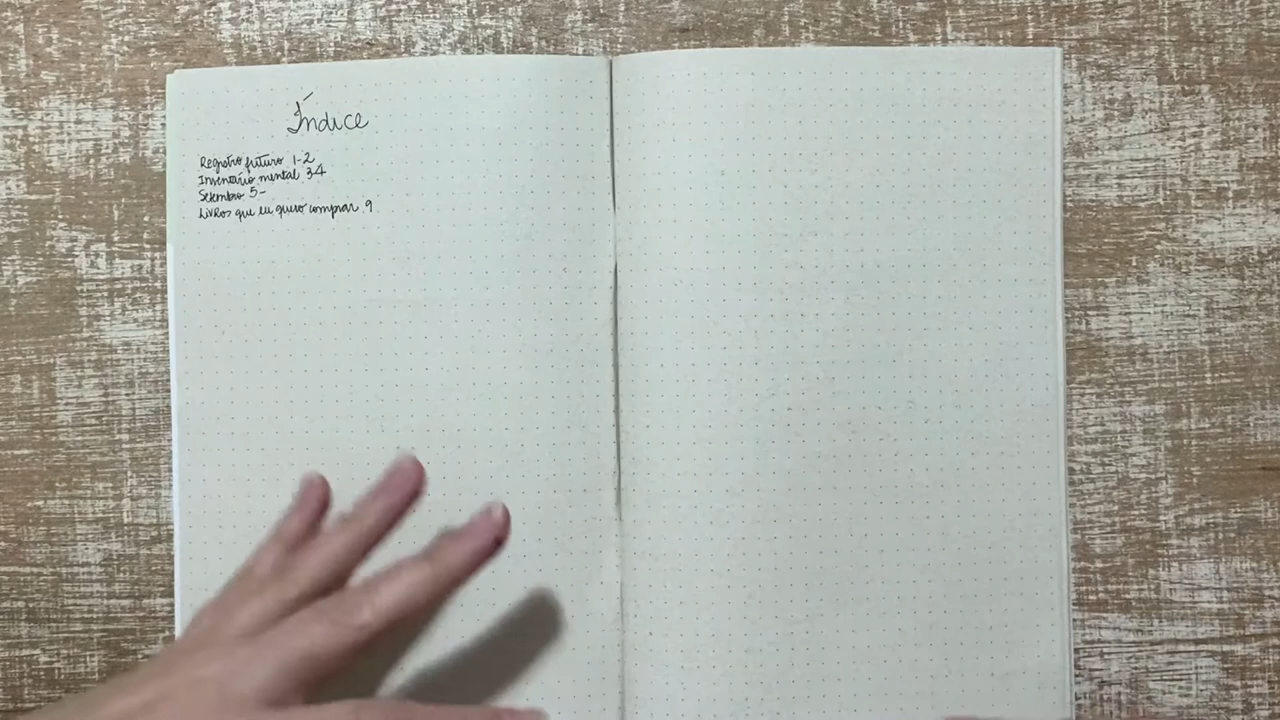 Índice
Registro futuro 1-2
Inventário mental 3-4
Setembro 5-
Livros que eu quero comprar 9